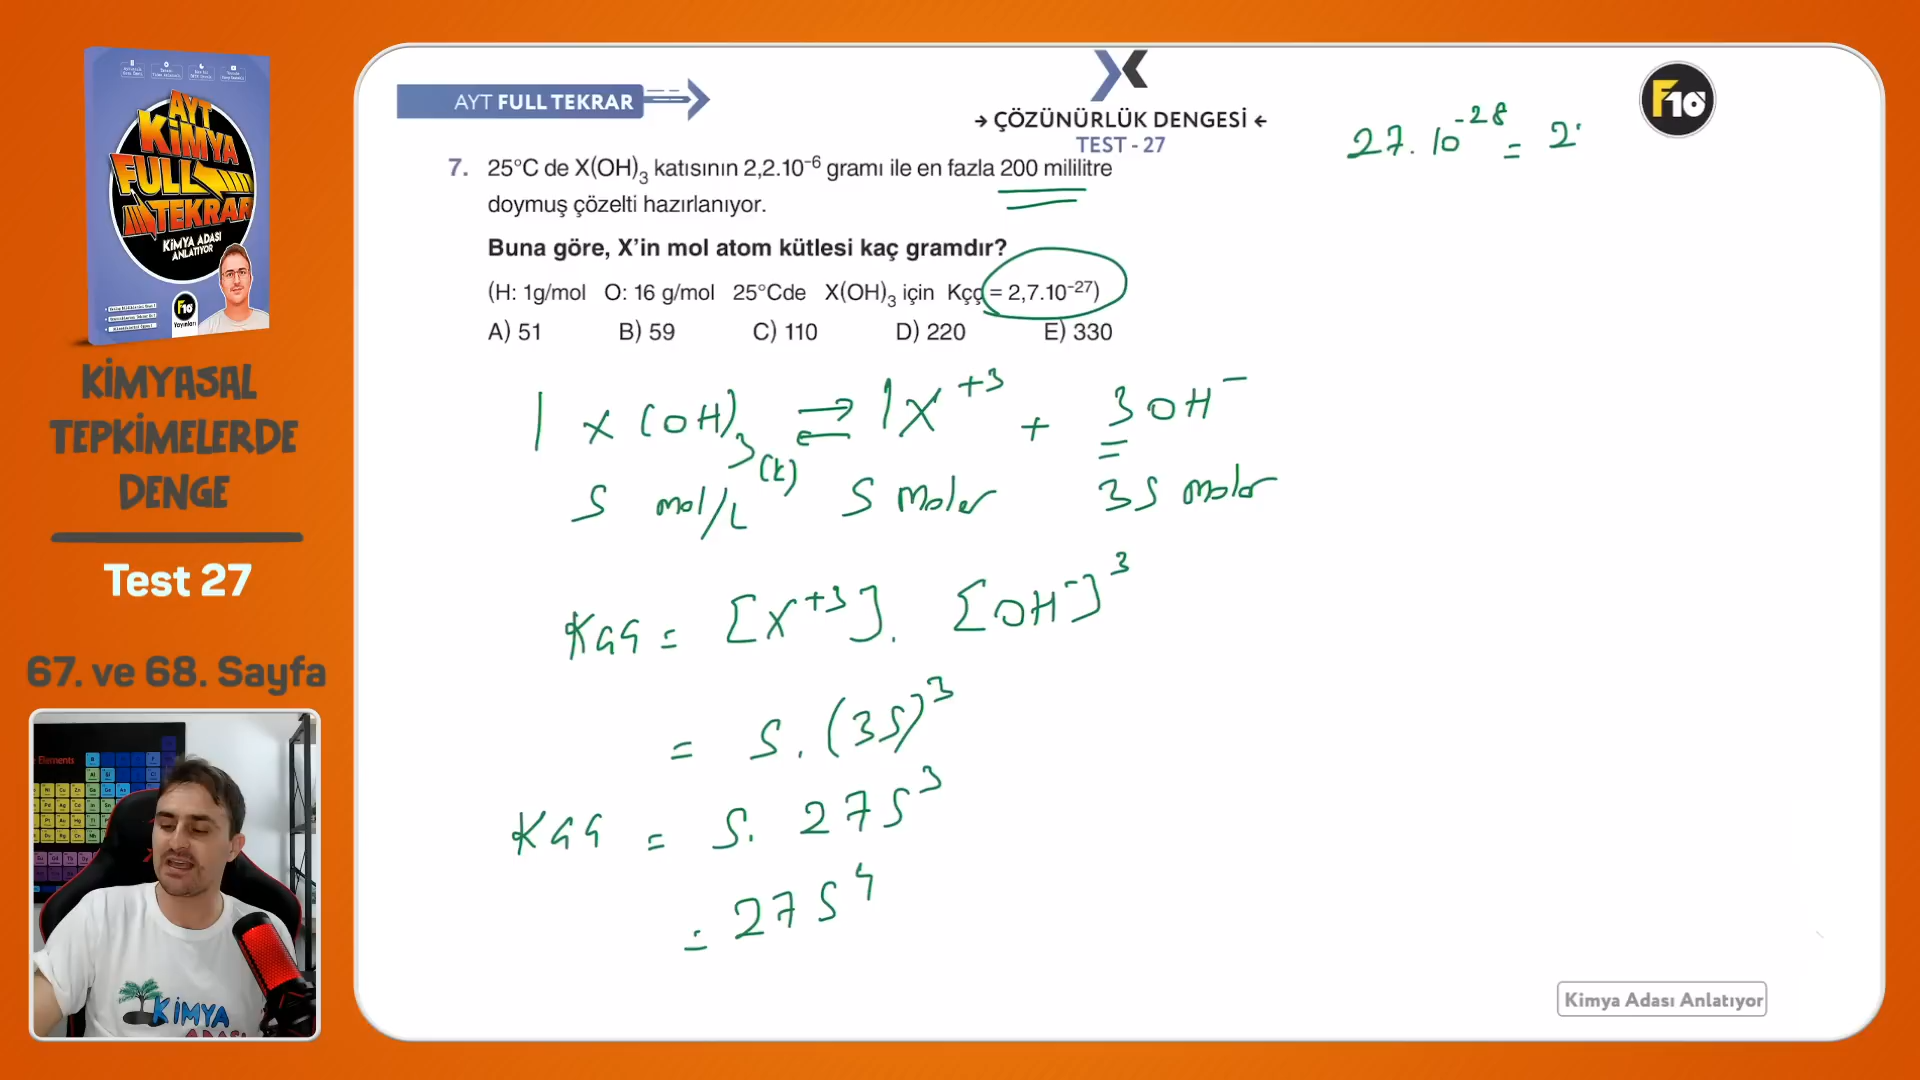 AYT
KİMYA
FULL
TEKRAR
KİMYA ADASI
ANLATIYOR
F10
Yayınları
KİMYASAL
TEPKİMELERDE
DENGE
Test 27
67. ve 68. Sayfa
Elements
KİMYA
ADASI
AYT FULL TEKRAR
→ ÇÖZÜNÜRLÜK DENGESİ ←
TEST - 27
F10
27. 10⁻²⁸ = 2
7. 25°C de X(OH)₃ katısının 2,2.10⁻⁶ gramı ile en fazla 200 mililitre
doymuş çözelti hazırlanıyor.
Buna göre, X'in mol atom kütlesi kaç gramdır?
(H: 1g/mol O: 16 g/mol 25°Cde X(OH)₃ için Kçç = 2,7.10⁻²⁷)
A) 51 B) 59 C) 110 D) 220 E) 330
1 X(OH)₃(k) ⇌ 1X⁺³ + 3OH⁻
S mol/L S molar 3S molar
Kçç = [X⁺³]. [OH⁻]³
= S. (3S)³
Kçç = S. 27S³
= 27S⁴
Kimya Adası Anlatıyor